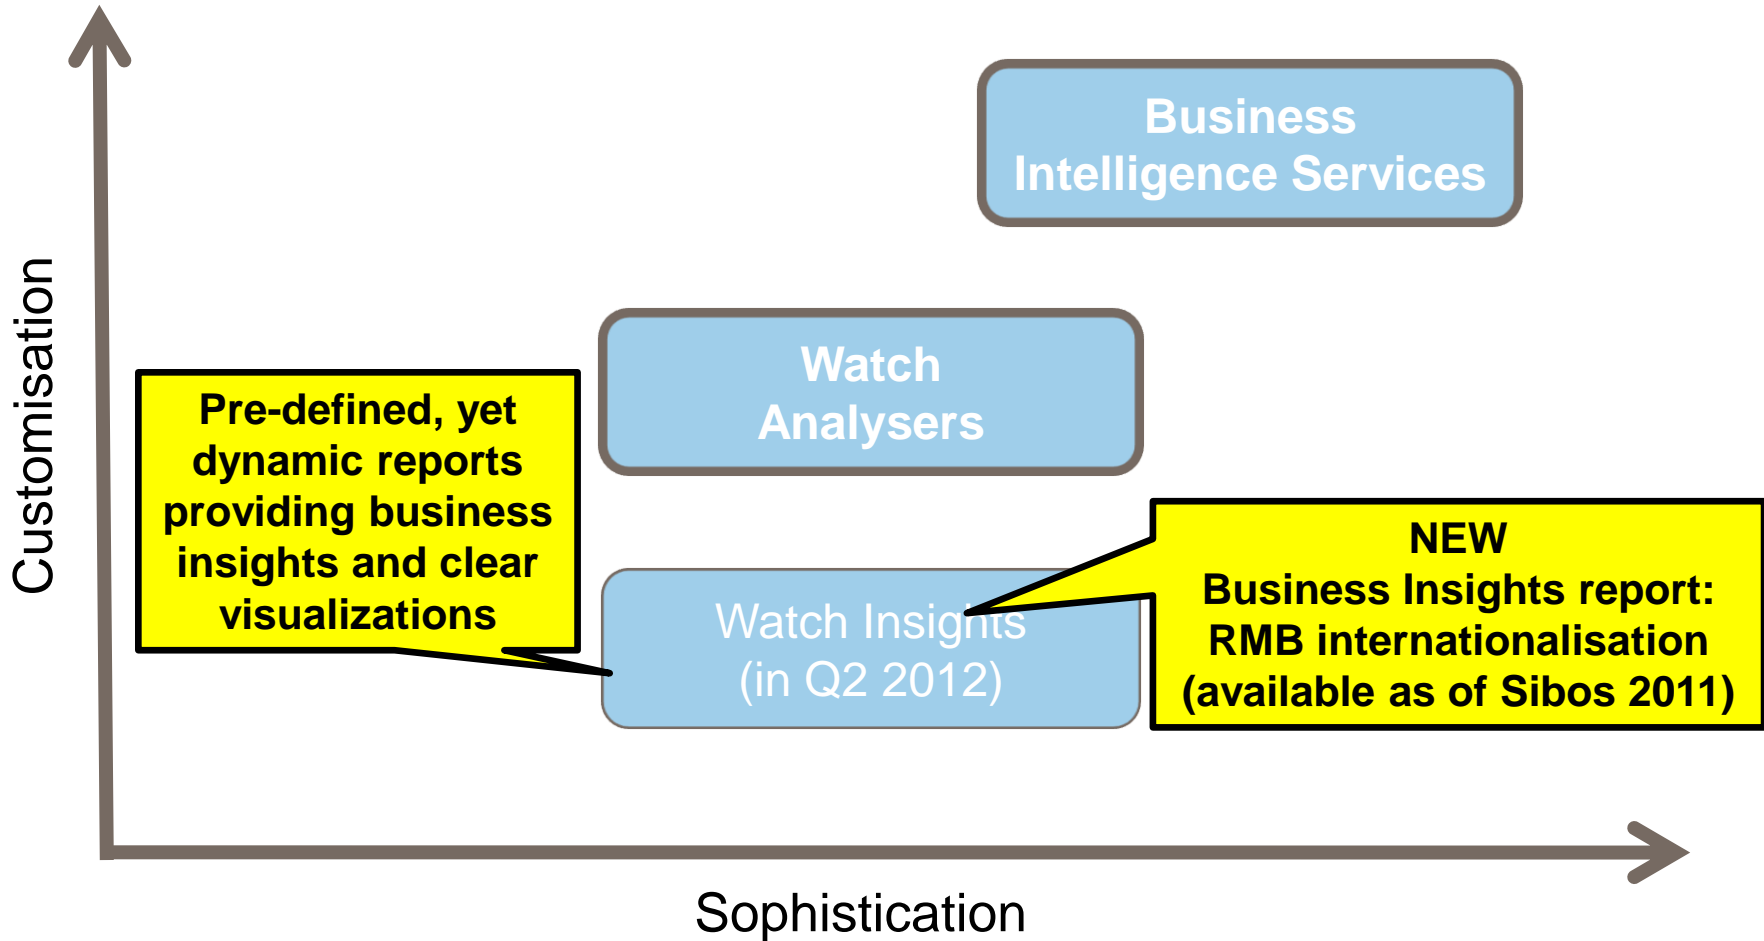 Customisation
Business
Intelligence Services
Watch
Analysers
Pre-defined, yet
dynamic reports
providing business
insights and clear
visualizations
Watch Insights
(in Q2 2012)
NEW
Business Insights report:
RMB internationalisation
(available as of Sibos 2011)
Sophistication